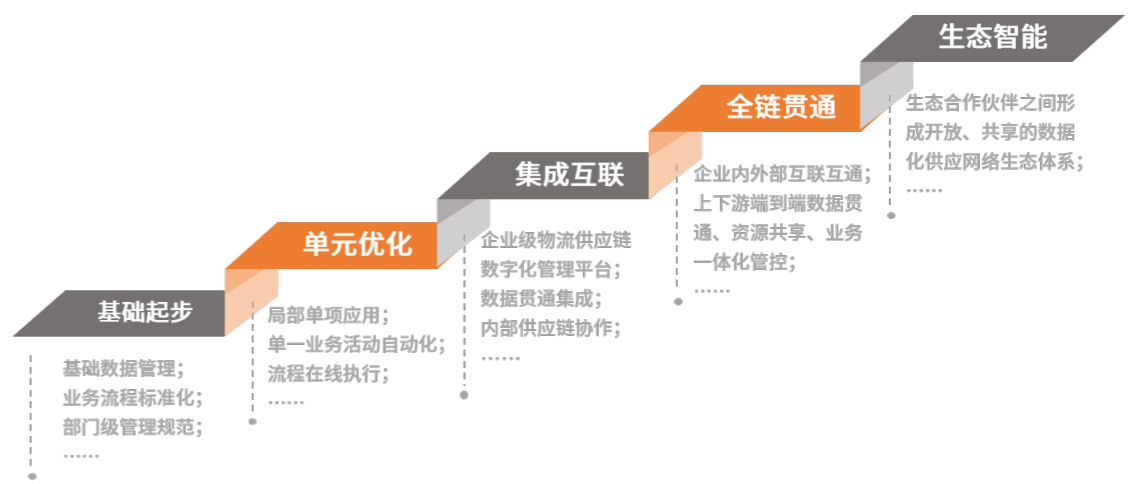 基础起步
基础数据管理；
业务流程标准化；
部门级管理规范；
……
单元优化
局部单项应用；
单一业务活动自动化；
流程在线执行；
……
集成互联
企业级物流供应链
数字化管理平台；
数据贯通集成；
内部供应链协作；
……
全链贯通
企业内外部互联互通；
上下游端到端数据贯
通、资源共享、业务
一体化管控；
……
生态智能
生态合作伙伴之间形
成开放、共享的数据
化供应网络生态体系；
……